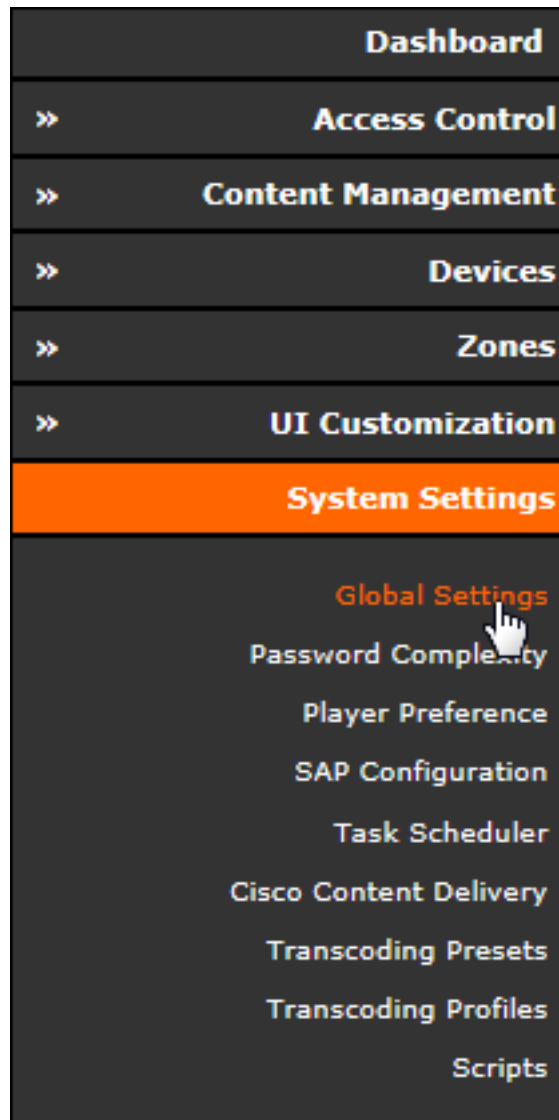 Dashboard
» Access Control
» Content Management
» Devices
» Zones
» UI Customization
System Settings
Global Settings
Password Complexity
Player Preference
SAP Configuration
Task Scheduler
Cisco Content Delivery
Transcoding Presets
Transcoding Profiles
Scripts